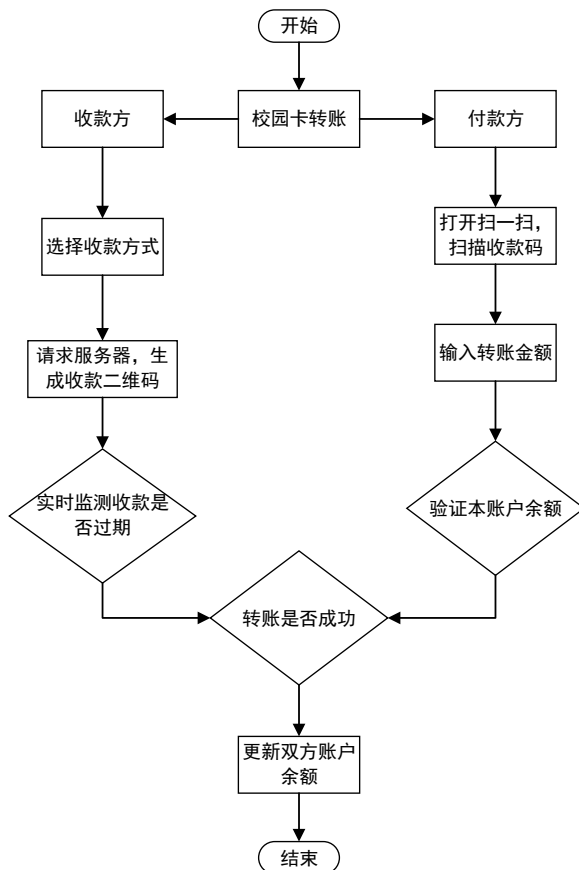 开始
收款方
校园卡转账
付款方
选择收款方式
打开扫一扫，
扫描收款码
请求服务器，生
成收款二维码
输入转账金额
实时监测收款是
否过期
验证本账户余额
转账是否成功
更新双方账户
余额
结束